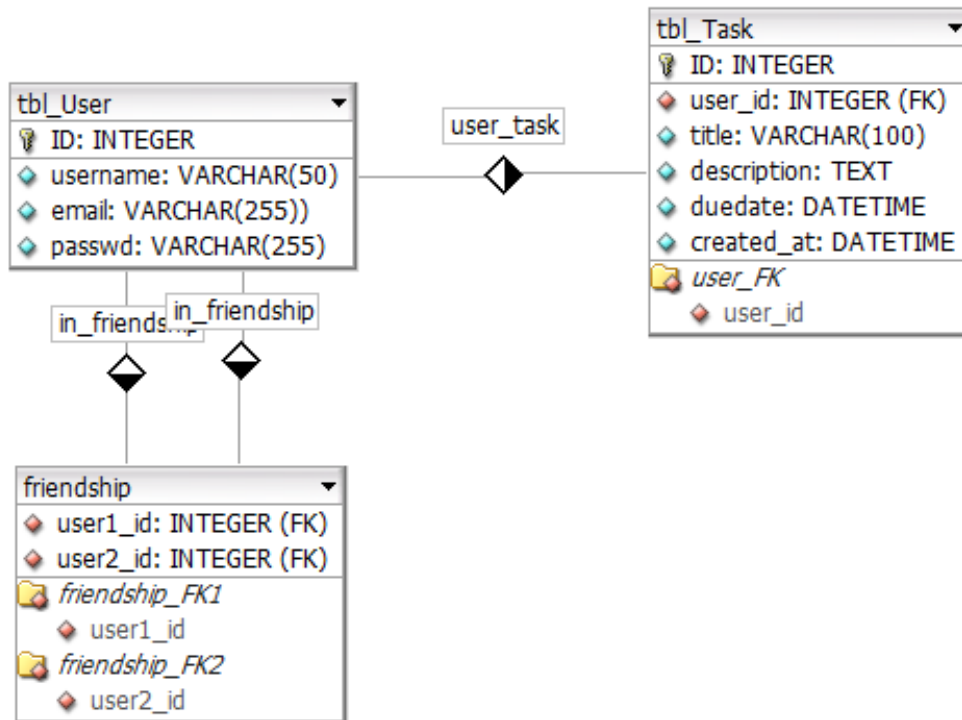 tbl_User
ID: INTEGER
username: VARCHAR(50)
email: VARCHAR(255))
passwd: VARCHAR(255)
user_task
tbl_Task
ID: INTEGER
user_id: INTEGER (FK)
title: VARCHAR(100)
description: TEXT
duedate: DATETIME
created_at: DATETIME
user_FK
user_id
in_friendship
in_friendship
friendship
user1_id: INTEGER (FK)
user2_id: INTEGER (FK)
friendship_FK1
user1_id
friendship_FK2
user2_id